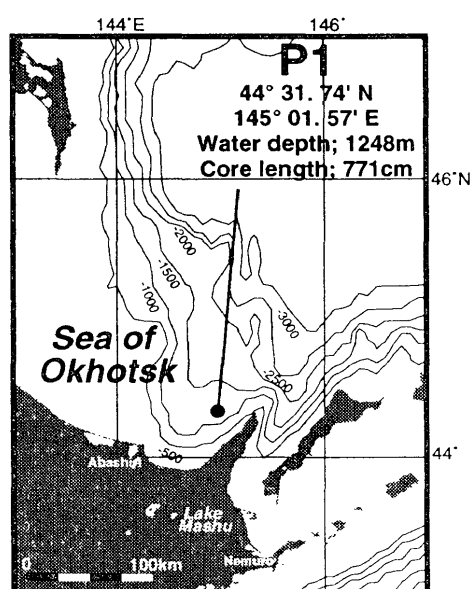 144°E
146°
P1
44° 31. 74' N
145° 01. 57' E
Water depth; 1248m
Core length; 771cm
46°N
-2000
-1500
-1000
-3000
-2500
Sea of
Okhotsk
-500
Abashiri
44°
Lake
Mashu
Nemuro
0
100km